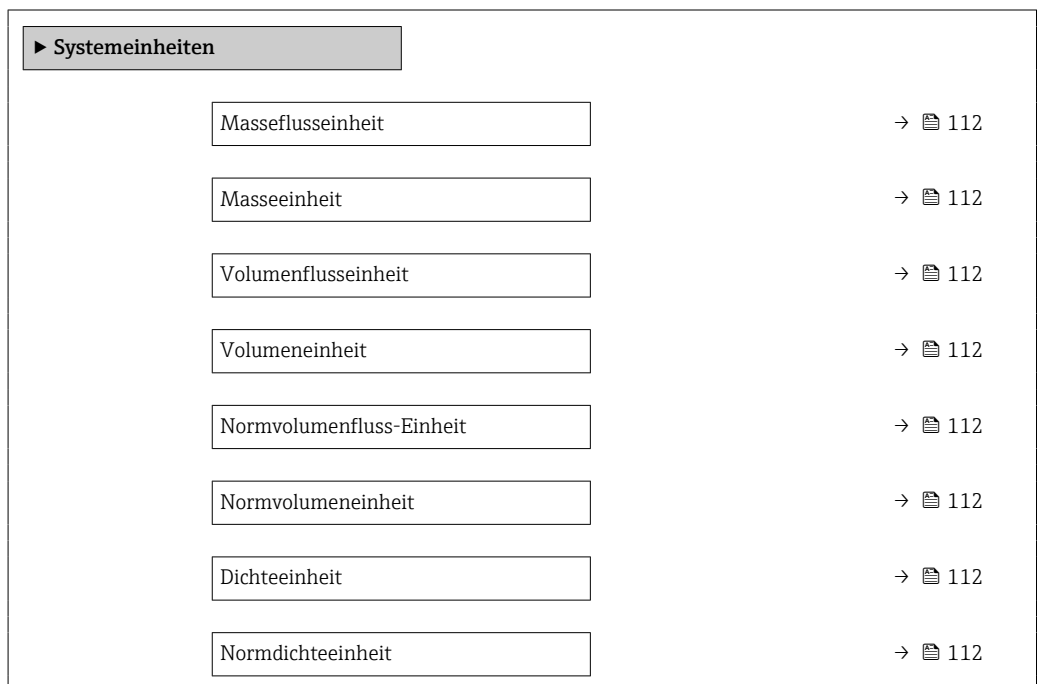 ▶ Systemeinheiten
Masseflusseinheit → 112
Masseeinheit → 112
Volumenflusseinheit → 112
Volumeneinheit → 112
Normvolumenfluss-Einheit → 112
Normvolumeneinheit → 112
Dichteeinheit → 112
Normdichteeinheit → 112